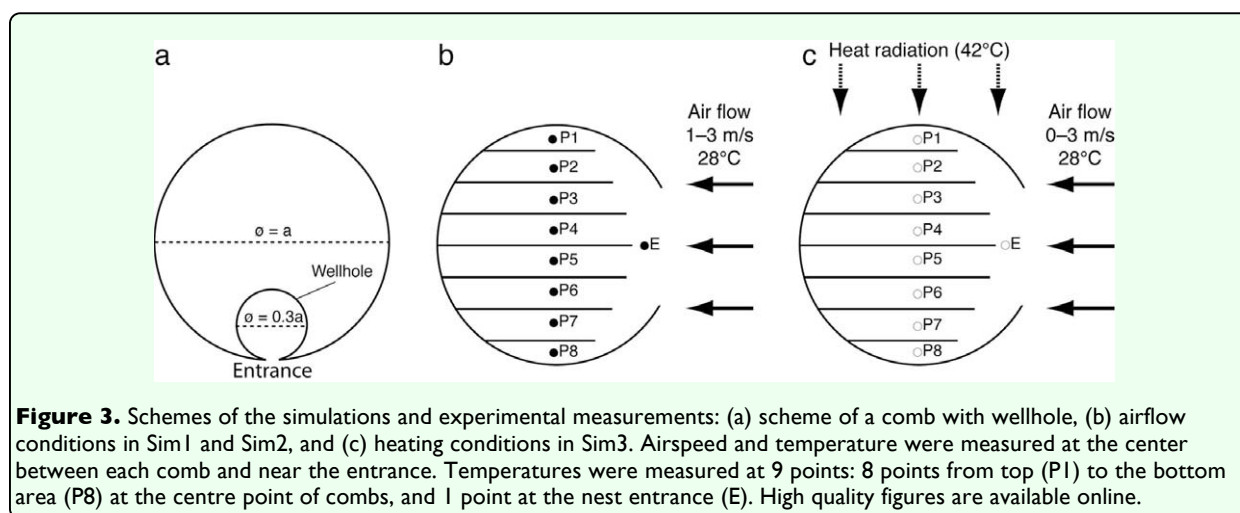 a
ø = a
Wellhole
ø = 0.3a
Entrance
b
P1
P2
P3
P4
E
P5
P6
P7
P8
Air flow
1–3 m/s
28°C
c
Heat radiation (42°C)
P1
P2
P3
P4
E
P5
P6
P7
P8
Air flow
0–3 m/s
28°C
Figure 3. Schemes of the simulations and experimental measurements: (a) scheme of a comb with wellhole, (b) airflow
conditions in Sim1 and Sim2, and (c) heating conditions in Sim3. Airspeed and temperature were measured at the center
between each comb and near the entrance. Temperatures were measured at 9 points: 8 points from top (P1) to the bottom
area (P8) at the centre point of combs, and 1 point at the nest entrance (E). High quality figures are available online.